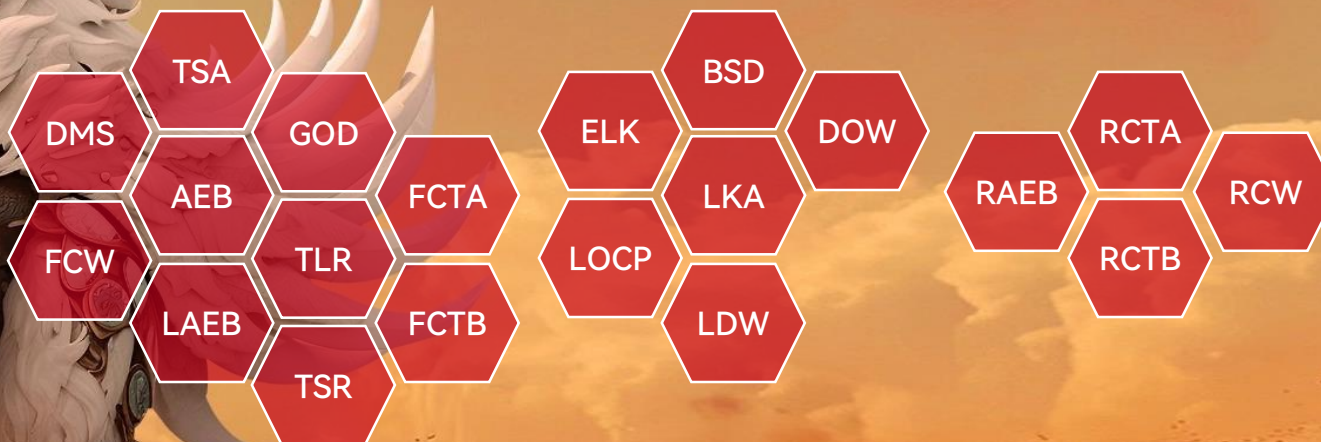 TSA
DMS
GOD
AEB
FCTA
FCW
TLR
LAEB
FCTB
TSR
BSD
ELK
DOW
LKA
LOCP
LDW
RCTA
RAEB
RCW
RCTB